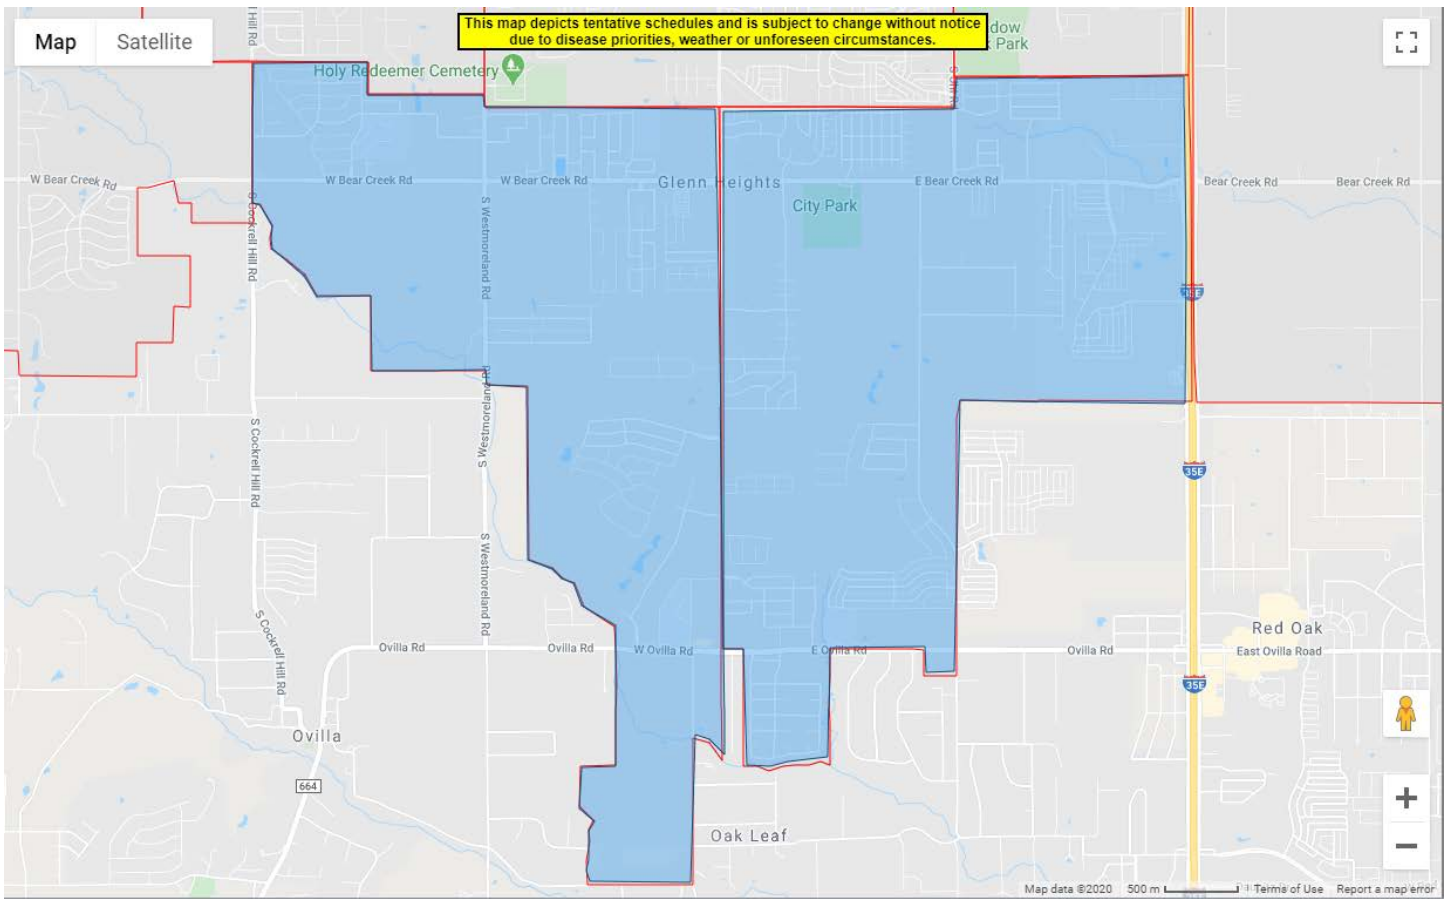 This map depicts tentative schedules and is subject to change without notice
due to disease priorities, weather or unforeseen circumstances.
Map
Satellite
Hill Rd
dow
Park
Holy Redeemer Cemetery
W Bear Creek Rd
W Bear Creek Rd
W Bear Creek Rd
Glenn Heights
E Bear Creek Rd
Bear Creek Rd
Bear Creek Rd
City Park
S Cockrell Hill Rd
S Westmoreland Rd
S Westmoreland Rd
S Cockrell Hill Rd
35E
S Westmoreland Rd
S Cockrell Hill Rd
Red Oak
Ovilla Rd
Ovilla Rd
W Ovilla Rd
E Ovilla Rd
Ovilla Rd
East Ovilla Road
35E
Ovilla
664
Oak Leaf
Map data ©2020
500 m
Terms of Use
Report a map error